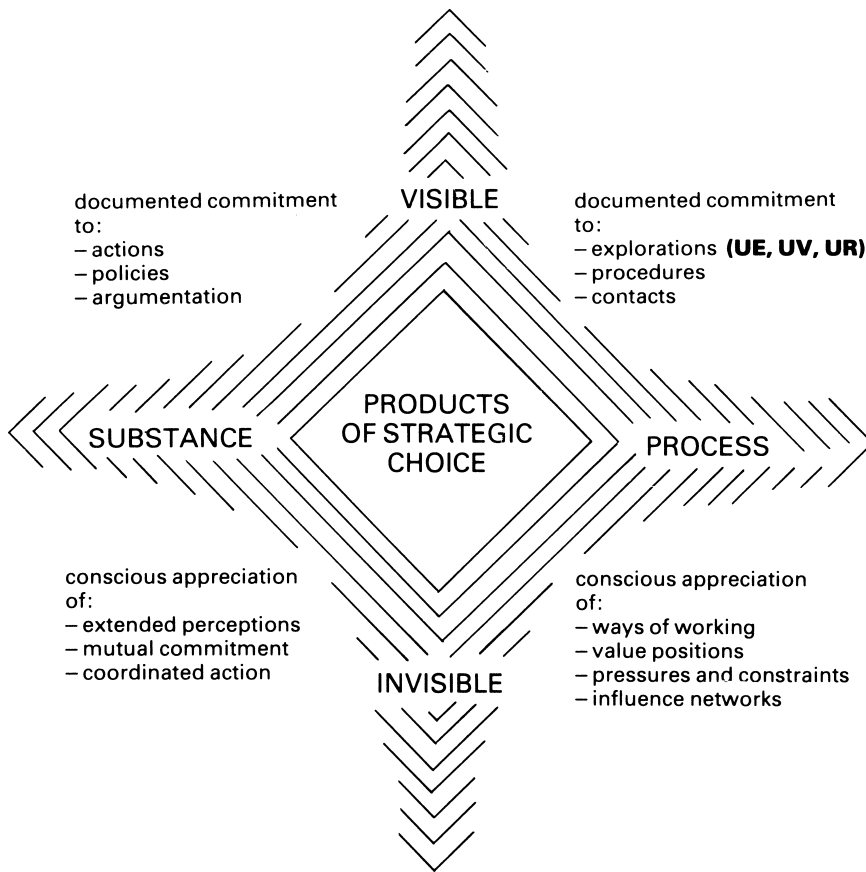 VISIBLE
documented commitment
to:
– actions
– policies
– argumentation
documented commitment
to:
– explorations (UE, UV, UR)
– procedures
– contacts
SUBSTANCE
PRODUCTS
OF STRATEGIC
CHOICE
PROCESS
conscious appreciation
of:
– extended perceptions
– mutual commitment
– coordinated action
conscious appreciation
of:
– ways of working
– value positions
– pressures and constraints
– influence networks
INVISIBLE